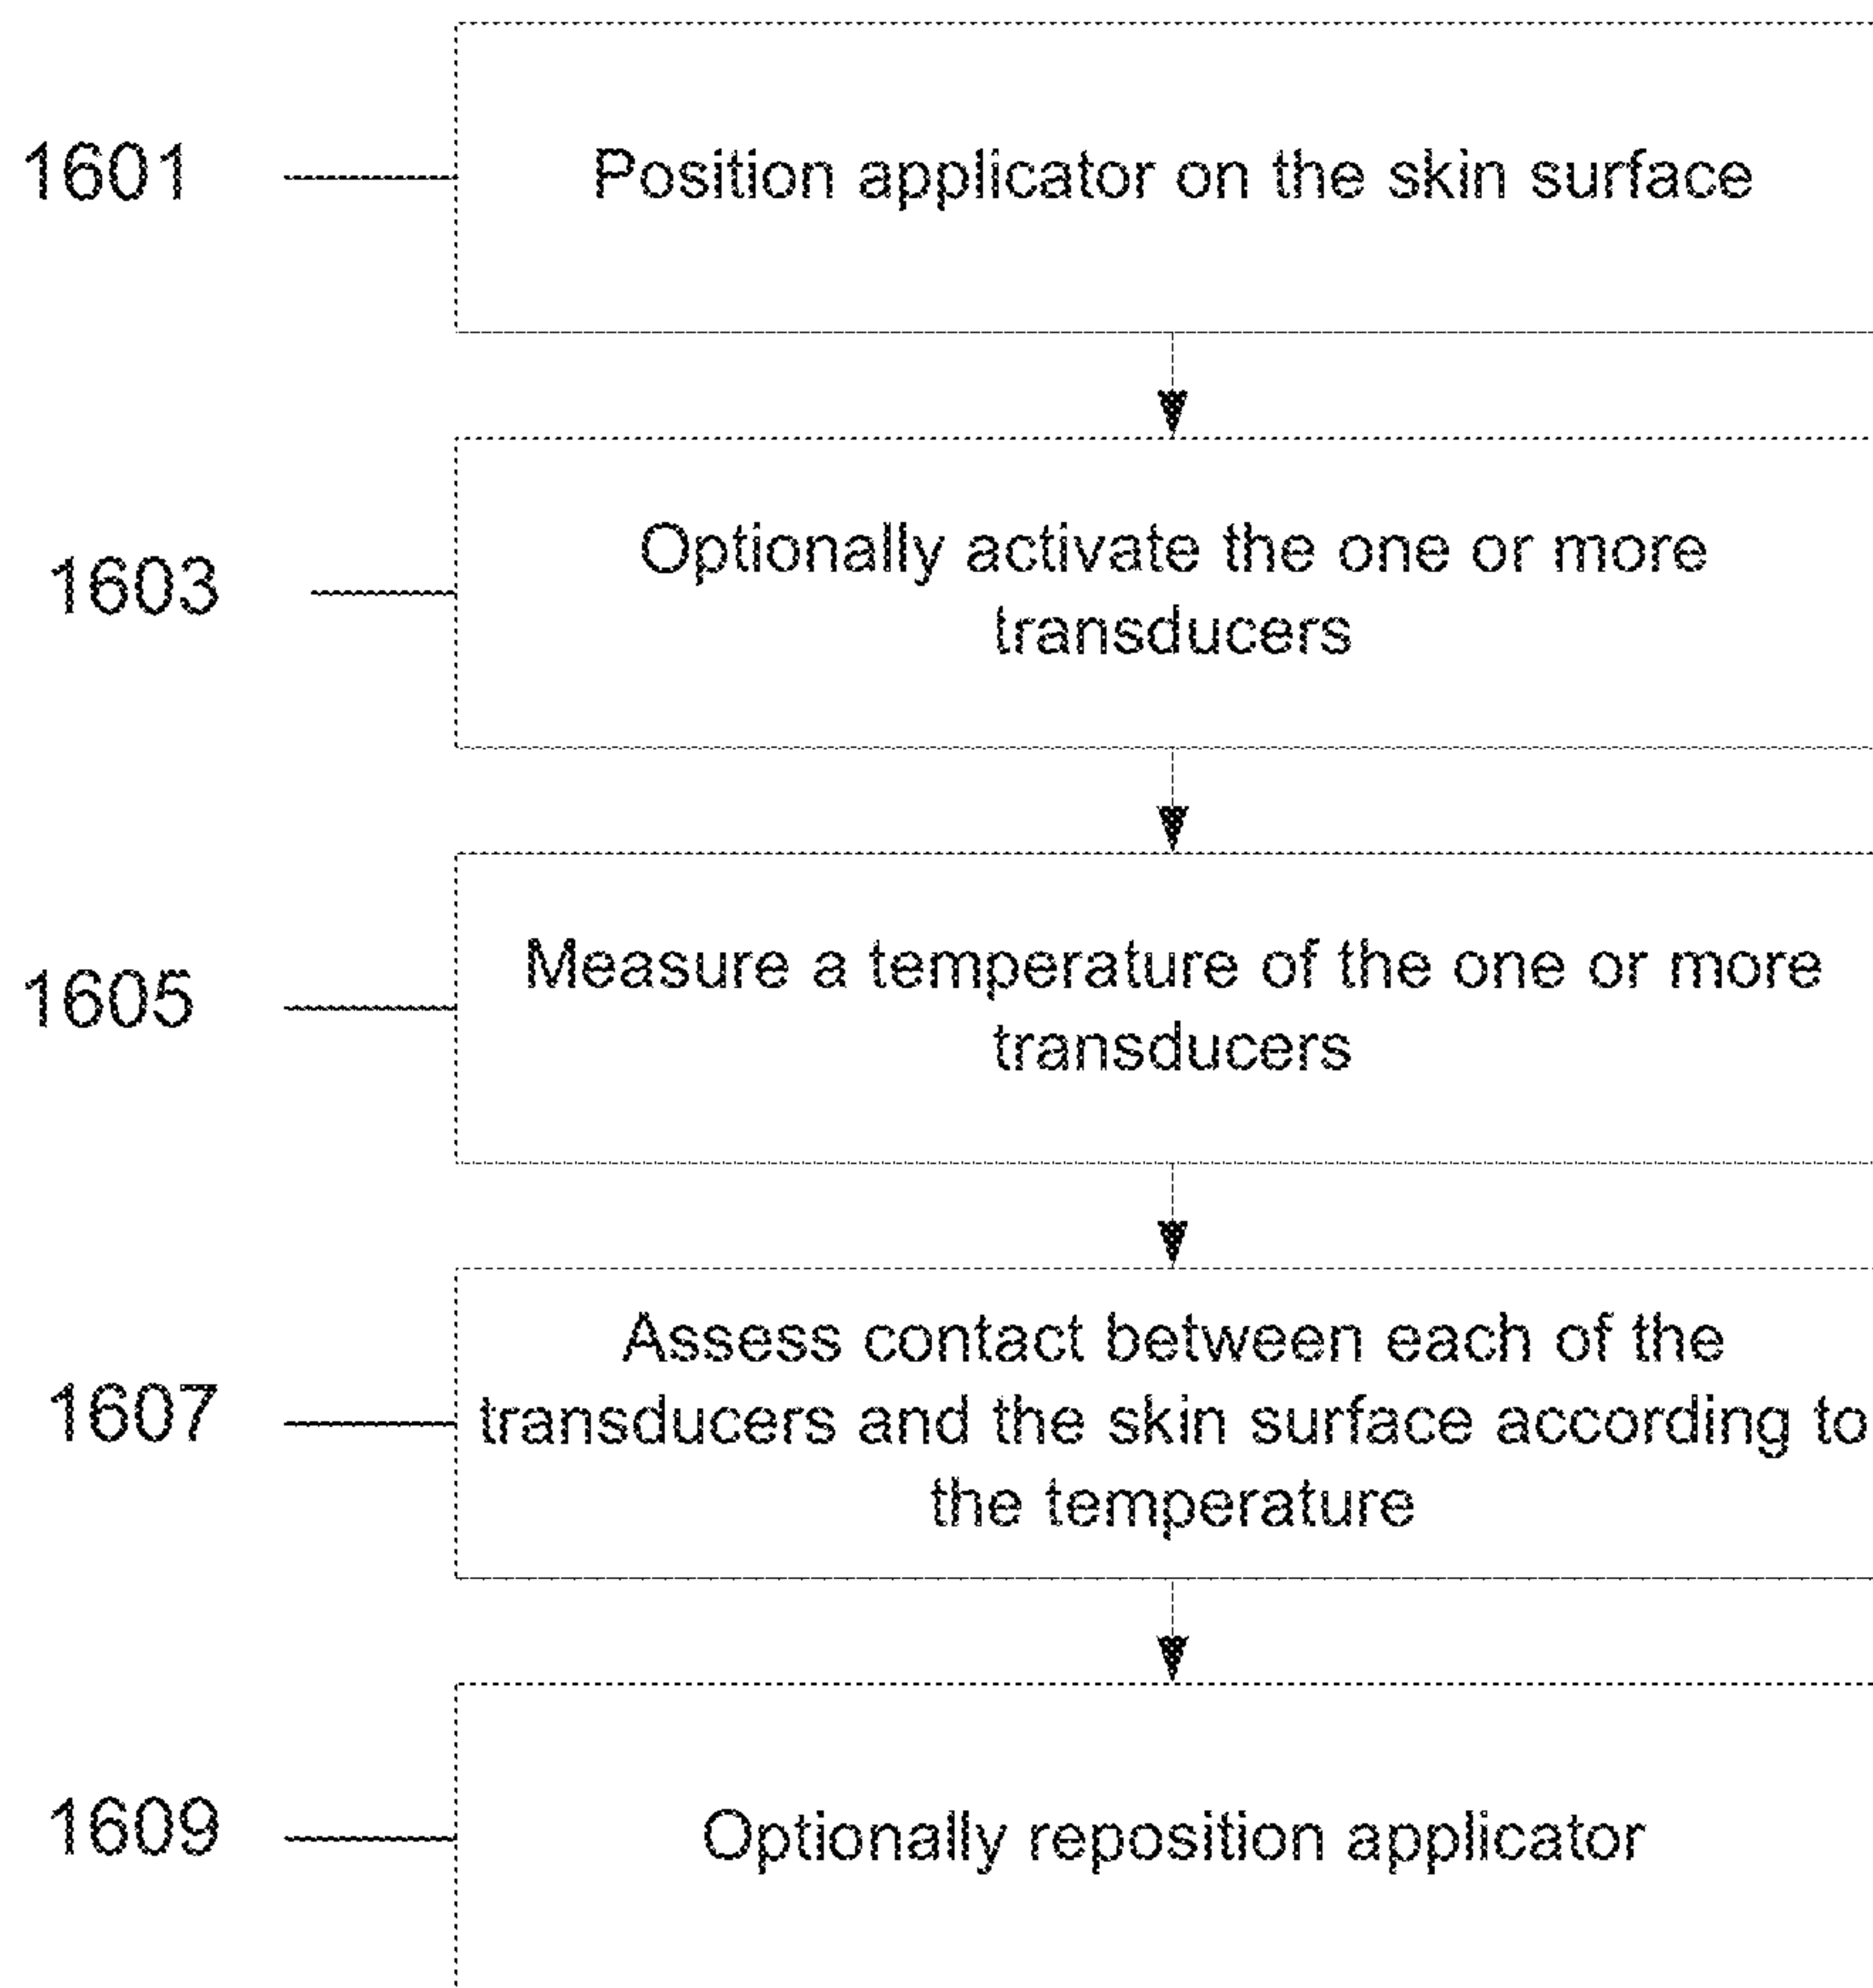 1601
Position applicator on the skin surface
1603
Optionally activate the one or more
transducers
1605
Measure a temperature of the one or more
transducers
1607
Assess contact between each of the
transducers and the skin surface according to
the temperature
1609
Optionally reposition applicator